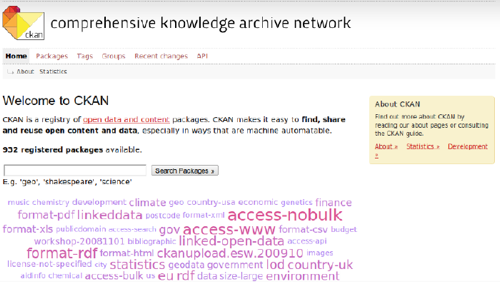 ckan
comprehensive knowledge archive network
Home Packages Tags Groups Recent changes API
About Statistics
Welcome to CKAN
CKAN is a registry of open data and content packages. CKAN makes it easy to find, share
and reuse open content and data, especially in ways that are machine automatable.
932 registered packages available.
Search Packages »
E.g. 'geo', 'shakespeare', 'science'
About CKAN
Find out more about CKAN by
reading our about pages or consulting
the CKAN guide.
About » Statistics » Development
»
music chemistry development climate geo country-usa economic genetics finance
format-pdf linkeddata postcode format-xml access-nobulk
format-xls publicdomain access-search gov access-www format-csv budget
workshop-20081101 bibliographic linked-open-data access-api
format-rdf format-html ckanupload.esw.200910 images
license-not-specified city statistics geodata government lod country-uk
aidinfo chemical access-bulk us eu rdf data size-large environment